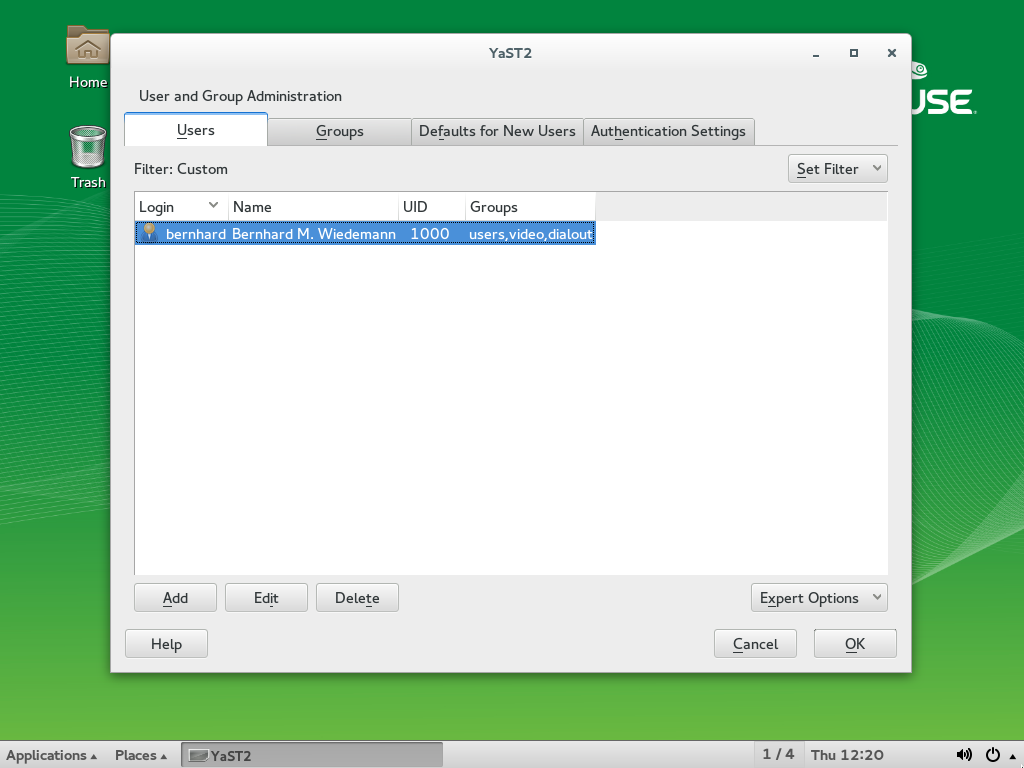 YaST2
Home
User and Group Administration
USE.
Users Groups Defaults for New Users Authentication Settings
Filter: Custom Set Filter
Trash
Login Name UID Groups
bernhard Bernhard M. Wiedemann 1000 users,video,dialout
Add Edit Delete Expert Options
Help Cancel OK
Applications Places YaST2 1 / 4 Thu 12:20